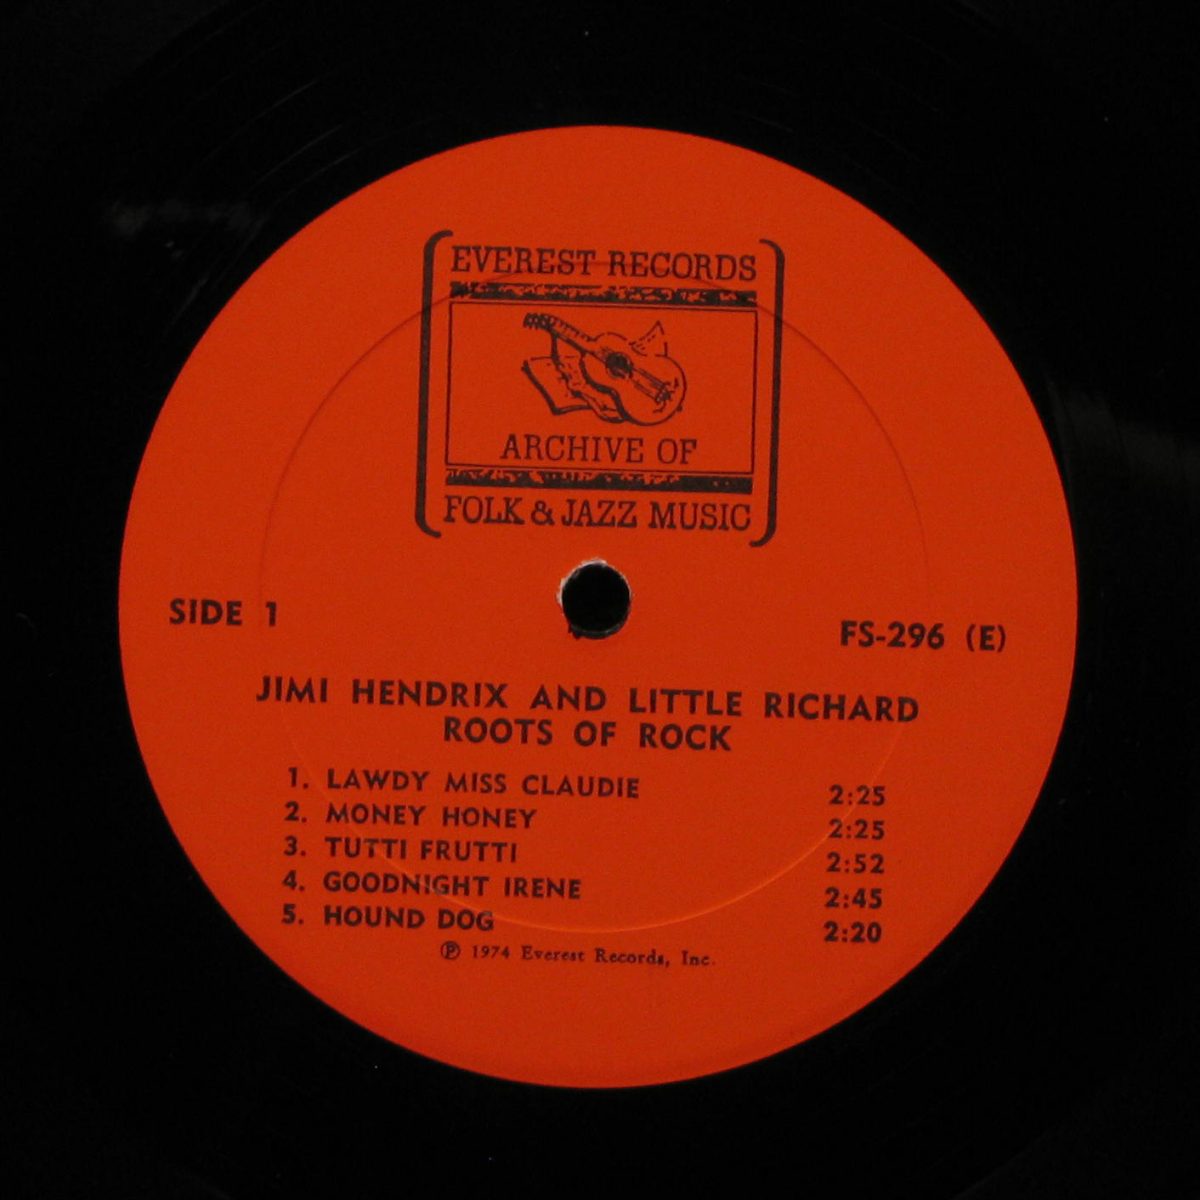 EVEREST RECORDS
ARCHIVE OF
FOLK & JAZZ MUSIC
SIDE 1
FS-296 (E)
JIMI HENDRIX AND LITTLE RICHARD
ROOTS OF ROCK
1. LAWDY MISS CLAUDIE 2:25
2. MONEY HONEY 2:25
3. TUTTI FRUTTI 2:52
4. GOODNIGHT IRENE 2:45
5. HOUND DOG 2:20
℗ 1974 Everest Records, Inc.